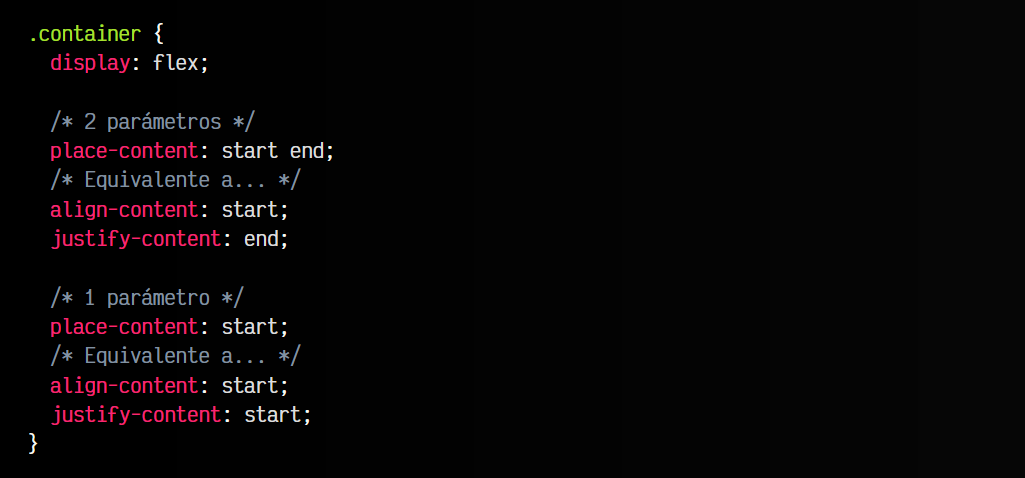 .container {
display: flex;
/* 2 parámetros */
place-content: start end;
/* Equivalente a... */
align-content: start;
justify-content: end;
/* 1 parámetro */
place-content: start;
/* Equivalente a... */
align-content: start;
justify-content: start;
}